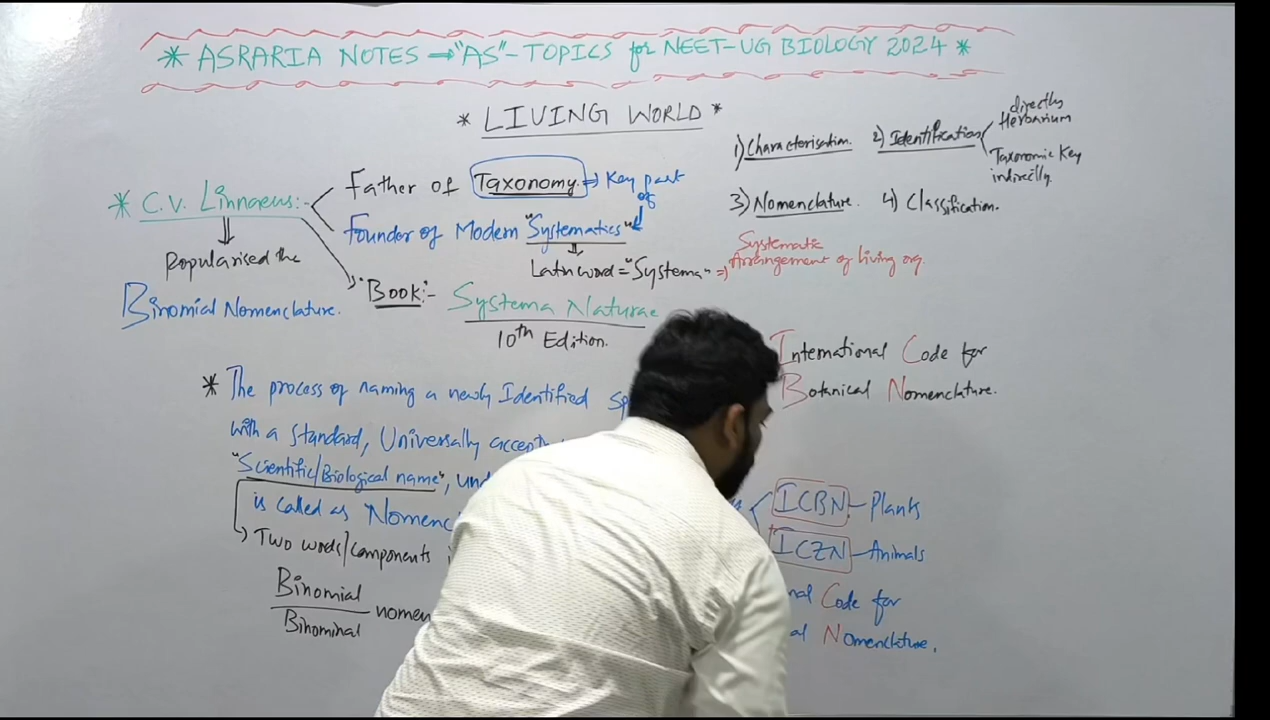 * ASRARIA NOTES → "AS"-TOPICS for NEET-UG BIOLOGY 2024 *
* LIVING WORLD *
* C.V. Linnaeus:-
Father of Taxonomy. ⇒ Key part
of
Founder of Modern "Systematics"
Latin word = "Systema" ⇒
Systematic
Arrangement of living org.
Popularised the
Binomial Nomenclature.
"Book":- Systema Naturae
10th Edition.
1) Characterisation. 2) Identification
directly
Herbarium
Taxonomic Key
indirectly.
3) Nomenclature. 4) Classification.
* The process of naming a newly Identified
with a standard, Universally
"Scientific/Biological name",
is called as
Two words/components
Binomial
Binominal
International Code for
Botanical Nomenclature.
ICBN - Plants
ICZN - Animals
Code for
Nomenclature.